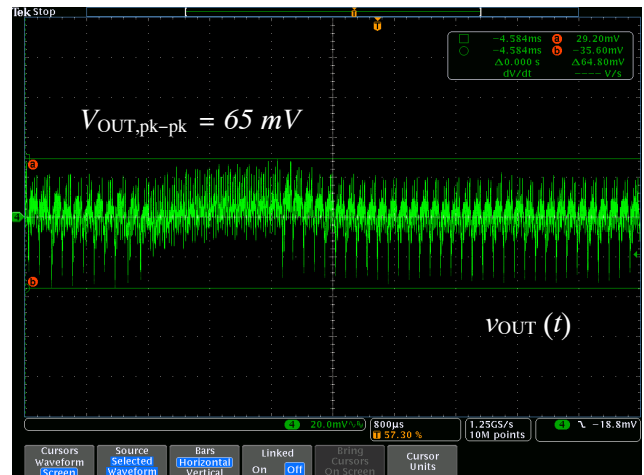 Tek Stop
T
T
-4.584ms a 29.20mV
-4.584ms b -35.60mV
Δ0.000 s Δ64.80mV
dV/dt ---- V/s
VOUT,pk-pk = 65 mV
a
4
b
vOUT (t)
4 20.0mV∿
800µs
T 57.30 %
1.25GS/s
10M points
4 -18.8mV
Cursors
Waveform
Screen
Source
Selected
Waveform
Bars
Horizontal
Vertical
Linked
On Off
Bring
Cursors
On Screen
Cursor
Units